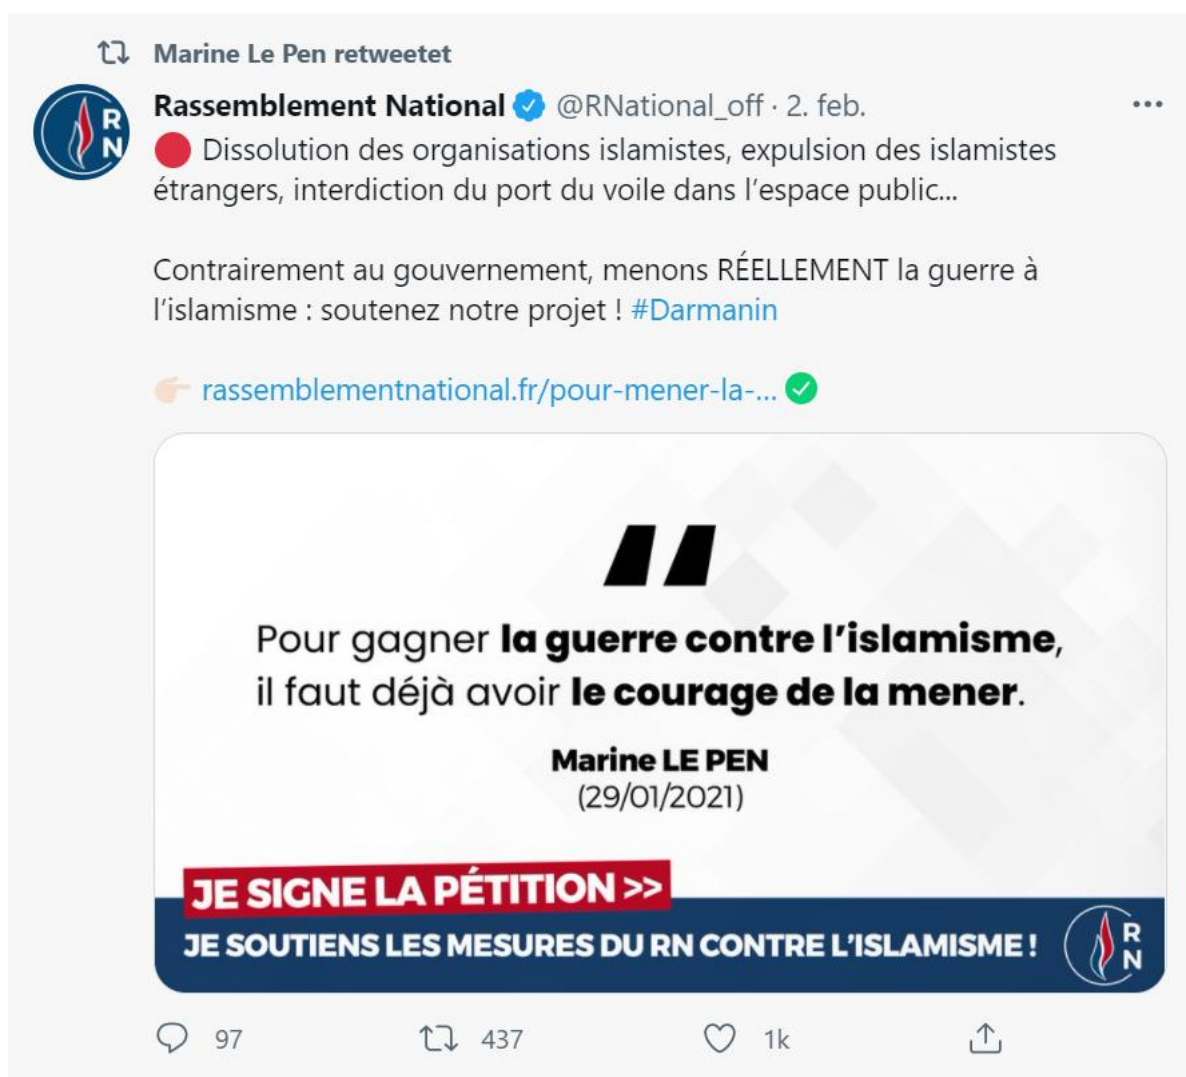 Marine Le Pen retweetet
Rassemblement National @RNational_off · 2. feb.
Dissolution des organisations islamistes, expulsion des islamistes
étrangers, interdiction du port du voile dans l'espace public...
Contrairement au gouvernement, menons RÉELLEMENT la guerre à
l'islamisme : soutenez notre projet ! #Darmanin
rassemblementnational.fr/pour-mener-la-...
Pour gagner la guerre contre l'islamisme,
il faut déjà avoir le courage de la mener.
Marine LE PEN
(29/01/2021)
JE SIGNE LA PÉTITION >>
JE SOUTIENS LES MESURES DU RN CONTRE L'ISLAMISME !
RN
97 437 1k